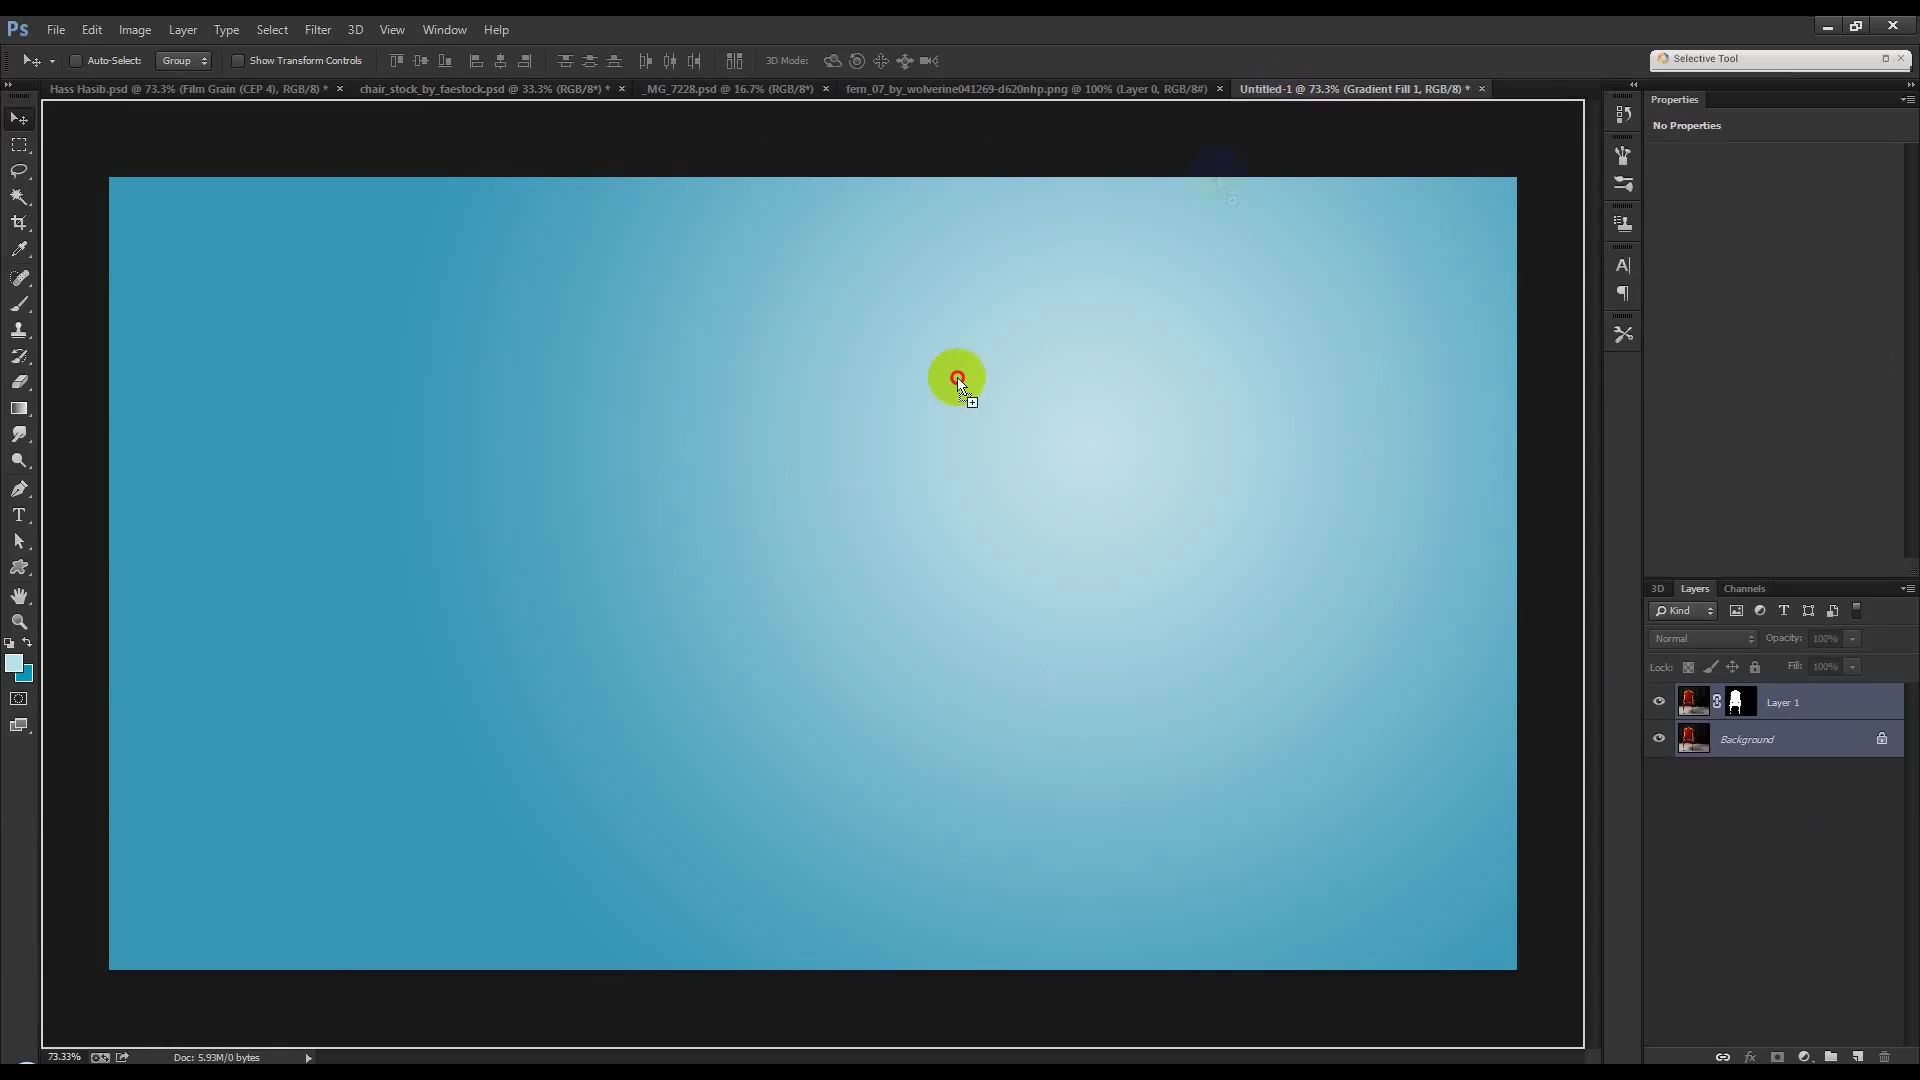 Ps File Edit Image Layer Type Select Filter 3D View Window Help
Auto-Select: Group Show Transform Controls 3D Mode: Selective Tool
Hass Hasib.psd @ 73.3% (Film Grain (CEP 4), RGB/8) * chair_stock_by_faestock.psd @ 33.3% (RGB/8*) * _MG_7228.psd @ 16.7% (RGB/8*) fern_07_by_wolverine041269-d620nhp.png @ 100% (Layer 0, RGB/8#) Untitled-1 @ 73.3% (Gradient Fill 1, RGB/8) *
Properties
No Properties
3D Layers Channels
Kind
Normal Opacity: 100%
Lock: Fill: 100%
Layer 1
Background
73.33% Doc: 5.93M/0 bytes